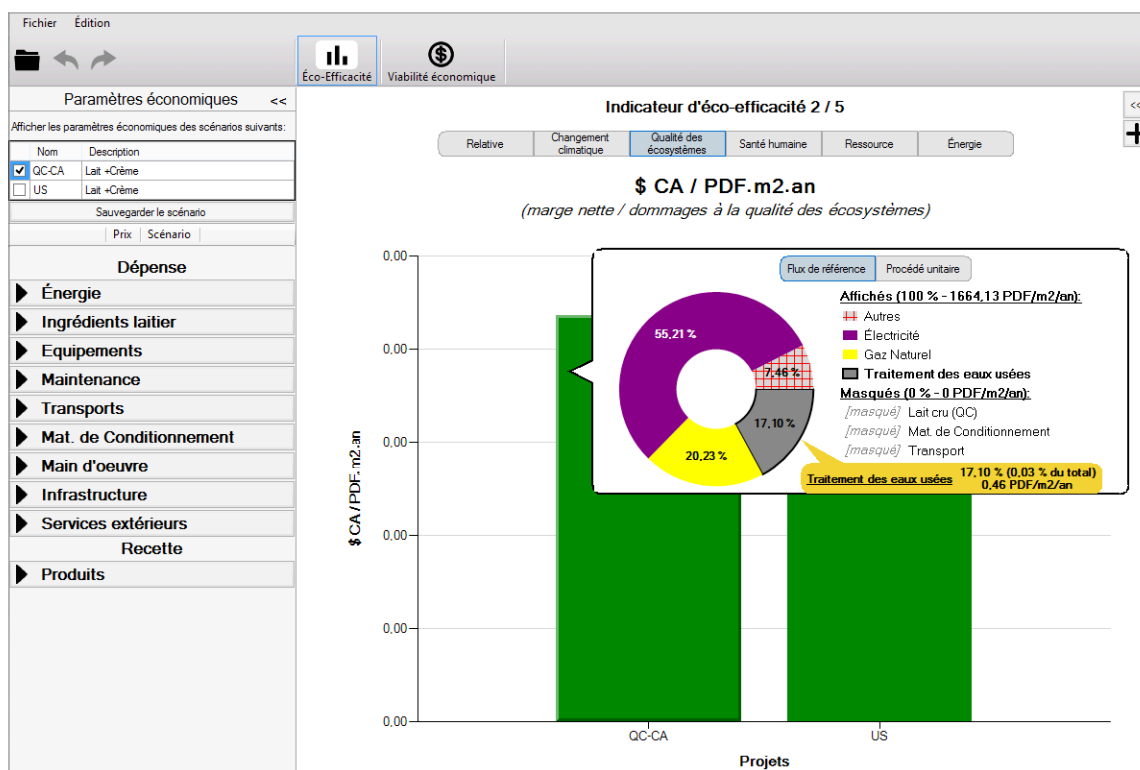 Fichier Édition
Éco-Efficacité Viabilité économique
Paramètres économiques <<
Afficher les paramètres économiques des scénarios suivants:
Nom Description
QC-CA Lait +Crème
US Lait +Crème
Sauvegarder le scénario
Prix Scénario
Dépense
Énergie
Ingrédients laitier
Equipements
Maintenance
Transports
Mat. de Conditionnement
Main d'oeuvre
Infrastructure
Services extérieurs
Recette
Produits
Indicateur d'éco-efficacité 2 / 5
<<
Relative
Changement climatique
Qualité des écosystèmes
Santé humaine
Ressource
Énergie
$ CA / PDF.m2.an
(marge nette / dommages à la qualité des écosystèmes)
0,00
0,00
0,00
0,00
0,00
0,00
$ CA / PDF.m2.an
Flux de référence Procédé unitaire
55,21 %
7,46 %
17,10 %
20,23 %
Affichés (100 % - 1664,13 PDF/m2/an):
Autres
Électricité
Gaz Naturel
Traitement des eaux usées
Masqués (0 % - 0 PDF/m2/an):
[masqué] Lait cru (QC)
[masqué] Mat. de Conditionnement
[masqué] Transport
Traitement des eaux usées 17,10 % (0,03 % du total)
0,46 PDF/m2/an
QC-CA US
Projets